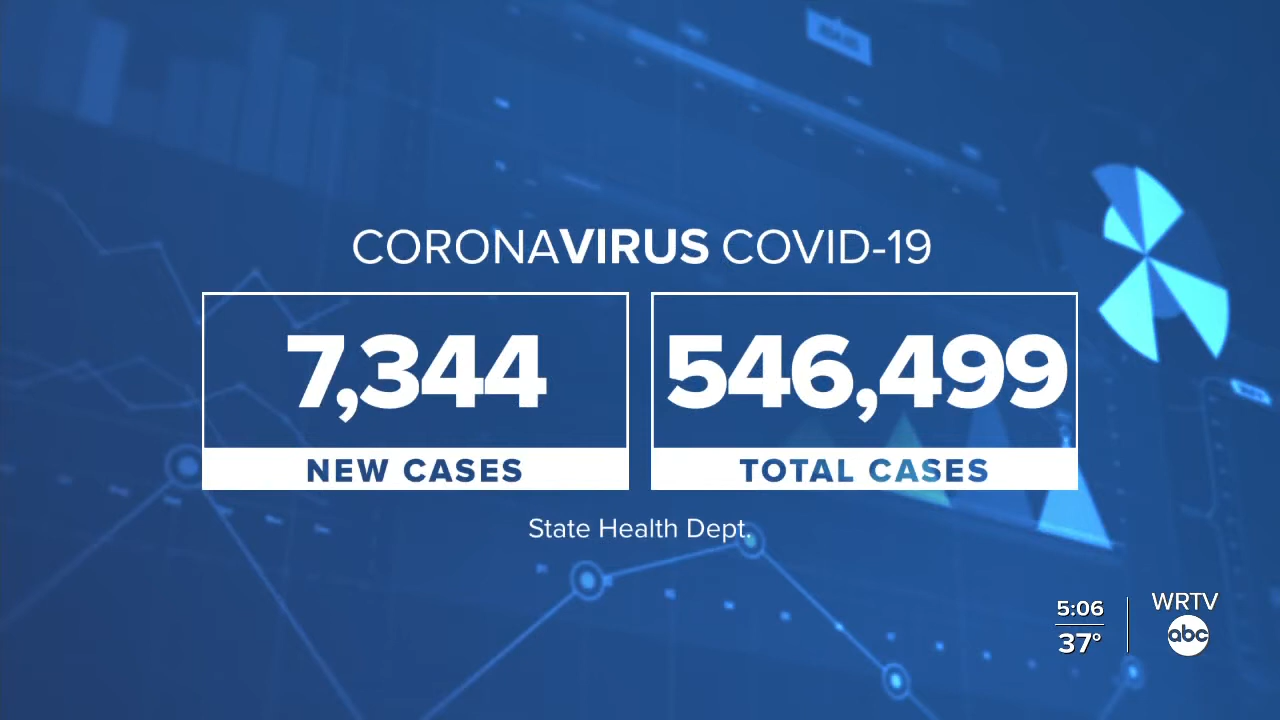 CORONAVIRUS COVID-19
7,344
546,499
NEW CASES
TOTAL CASES
State Health Dept.
5:06
37°
WRTV
abc